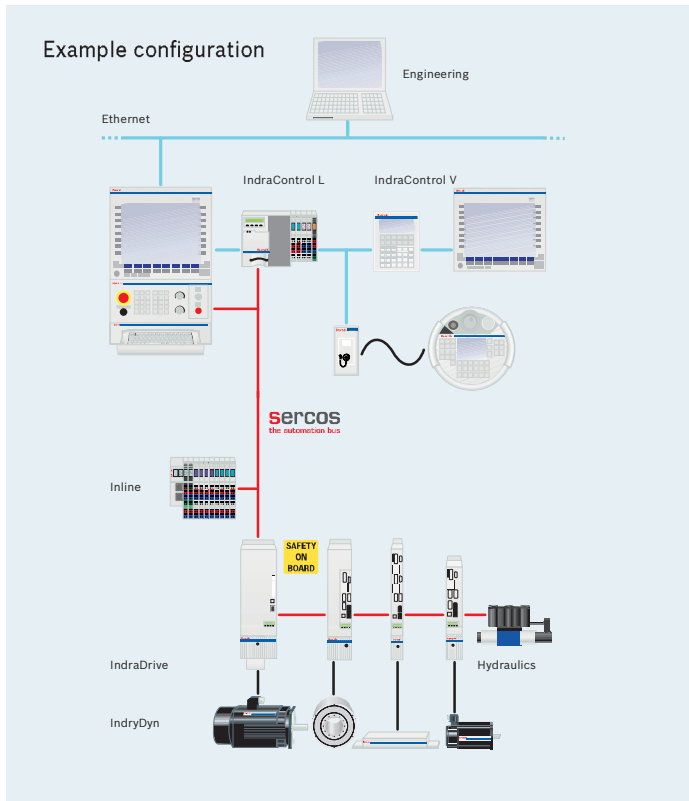 Example configuration
Engineering
Ethernet
IndraControl L
IndraControl V
sercos
the automation bus
Inline
SAFETY
ON
BOARD
IndraDrive
Hydraulics
IndryDyn